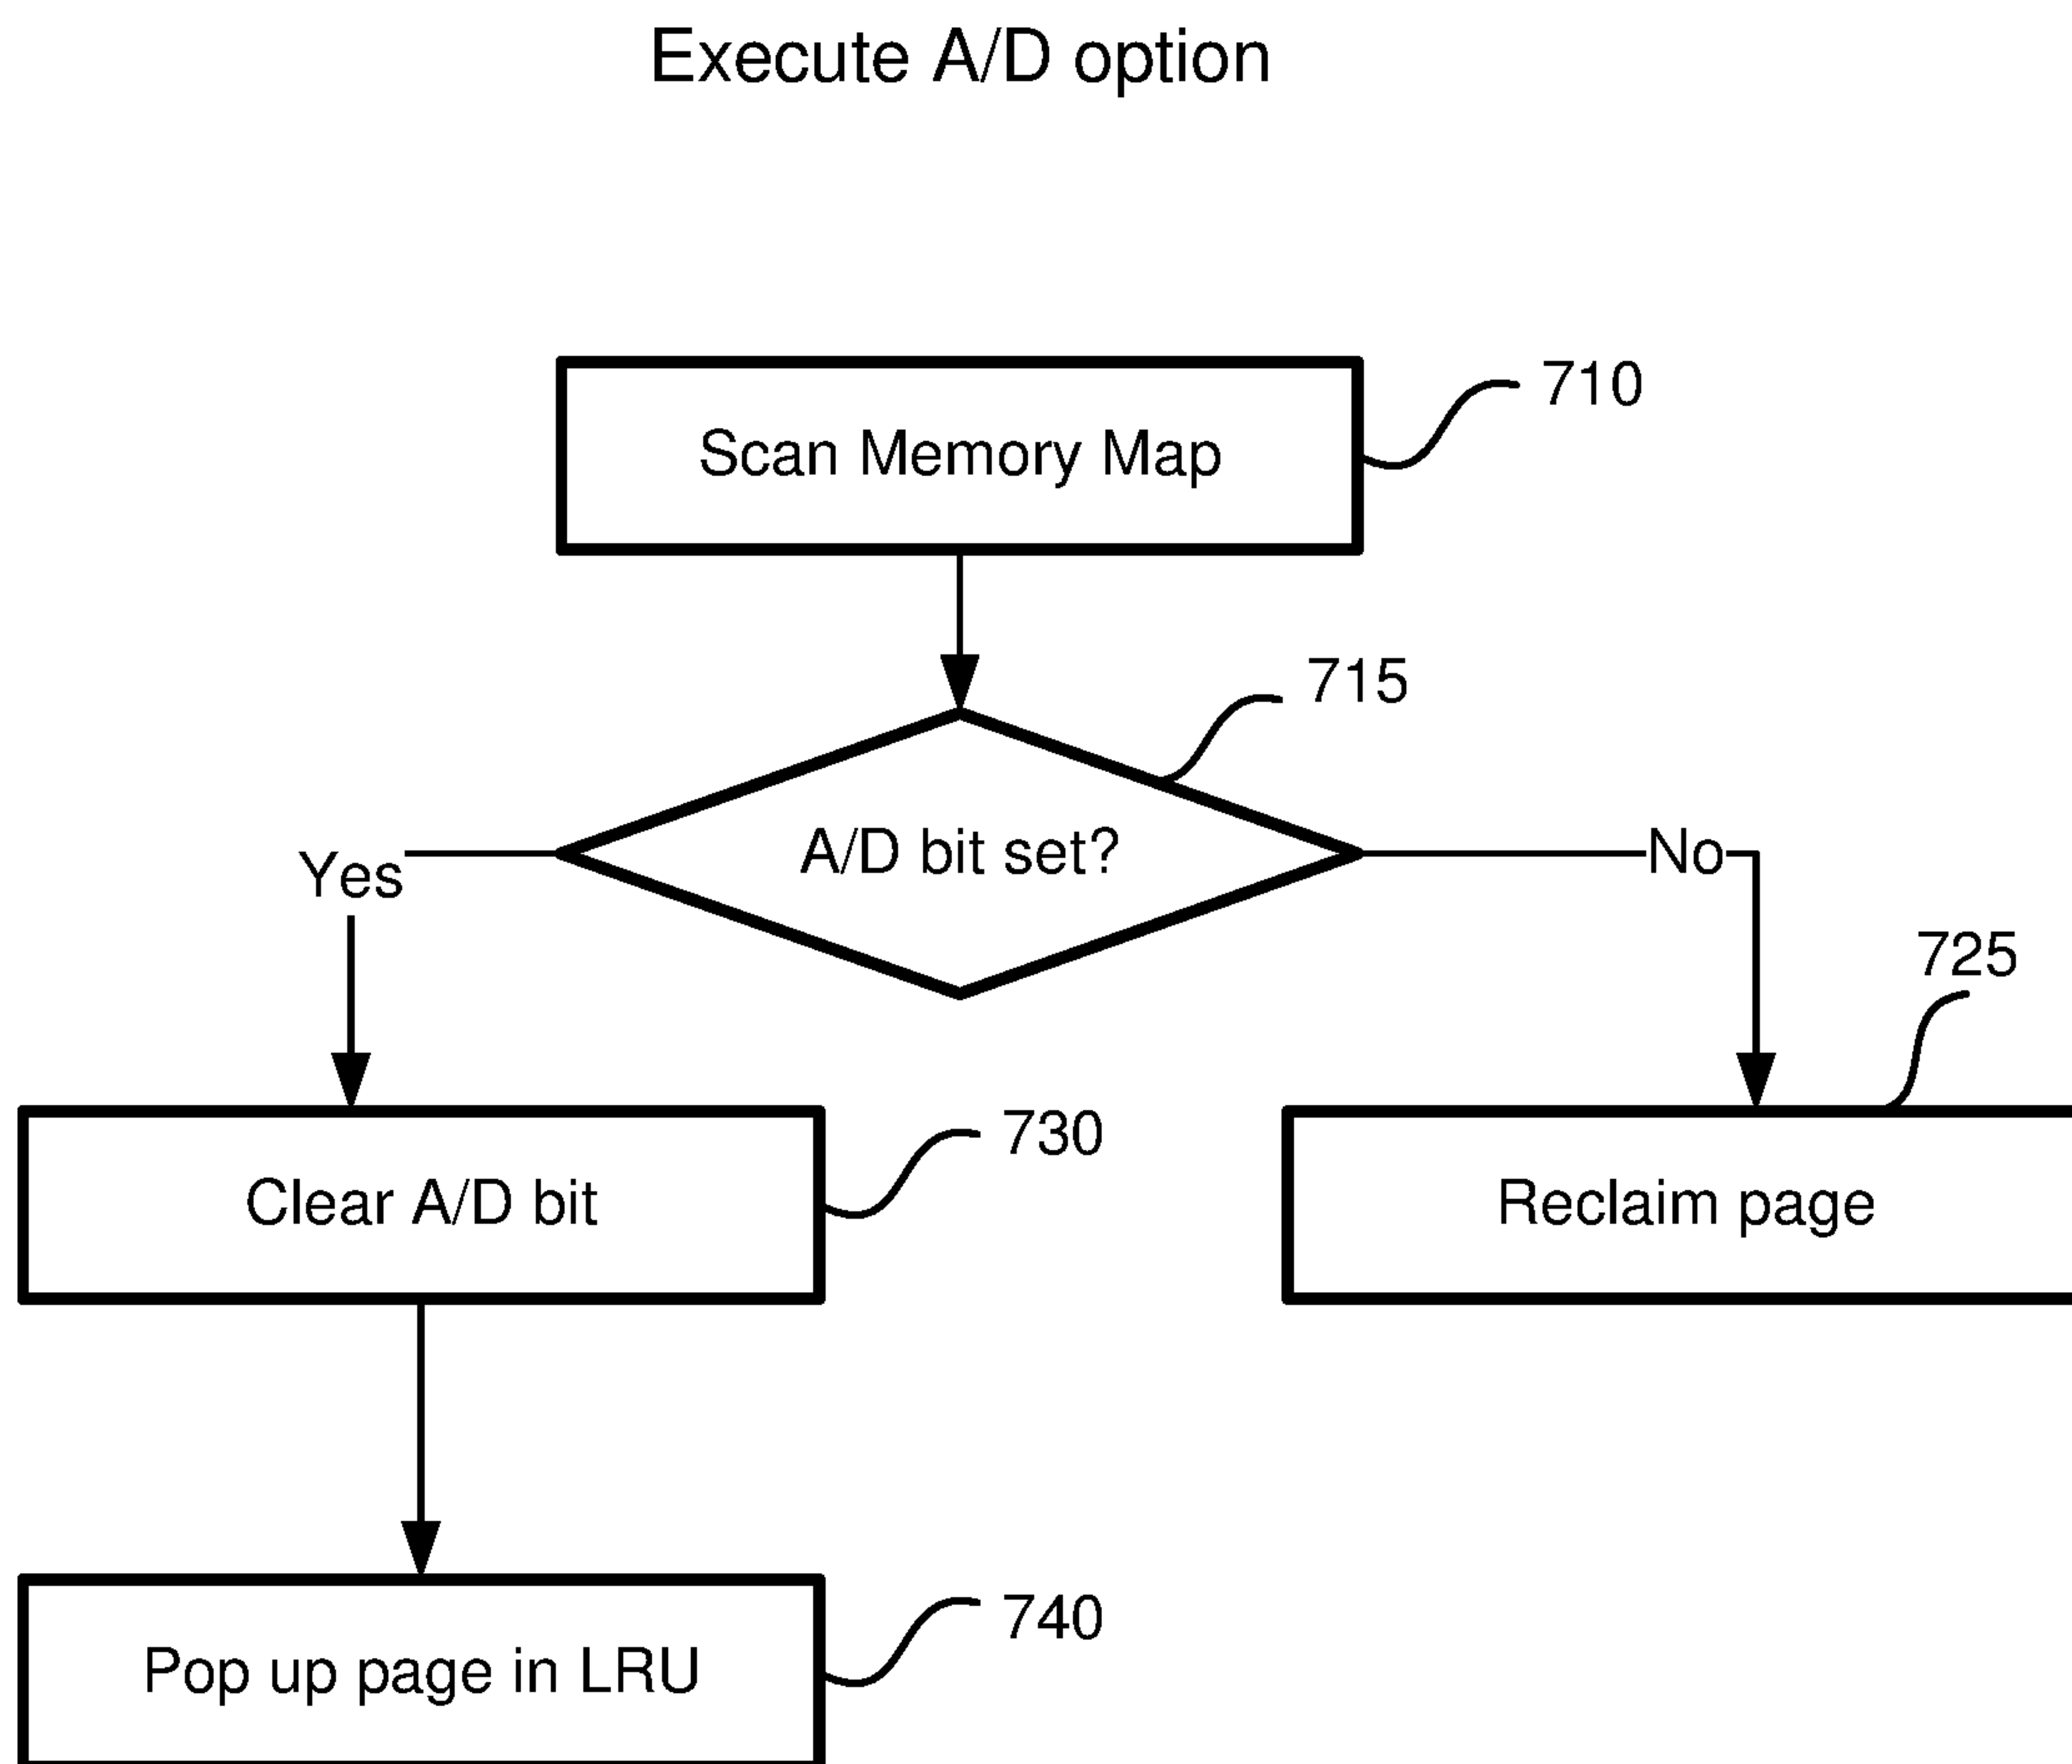 Execute A/D option
Scan Memory Map
710
715
A/D bit set?
Yes
No
725
Clear A/D bit
730
Reclaim page
Pop up page in LRU
740